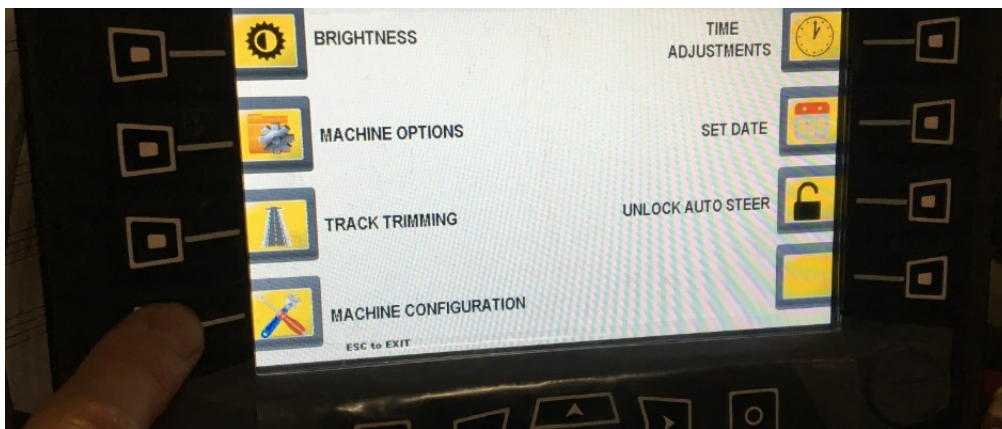 BRIGHTNESS
TIME
ADJUSTMENTS
MACHINE OPTIONS
SET DATE
TRACK TRIMMING
UNLOCK AUTO STEER
MACHINE CONFIGURATION
ESC to EXIT